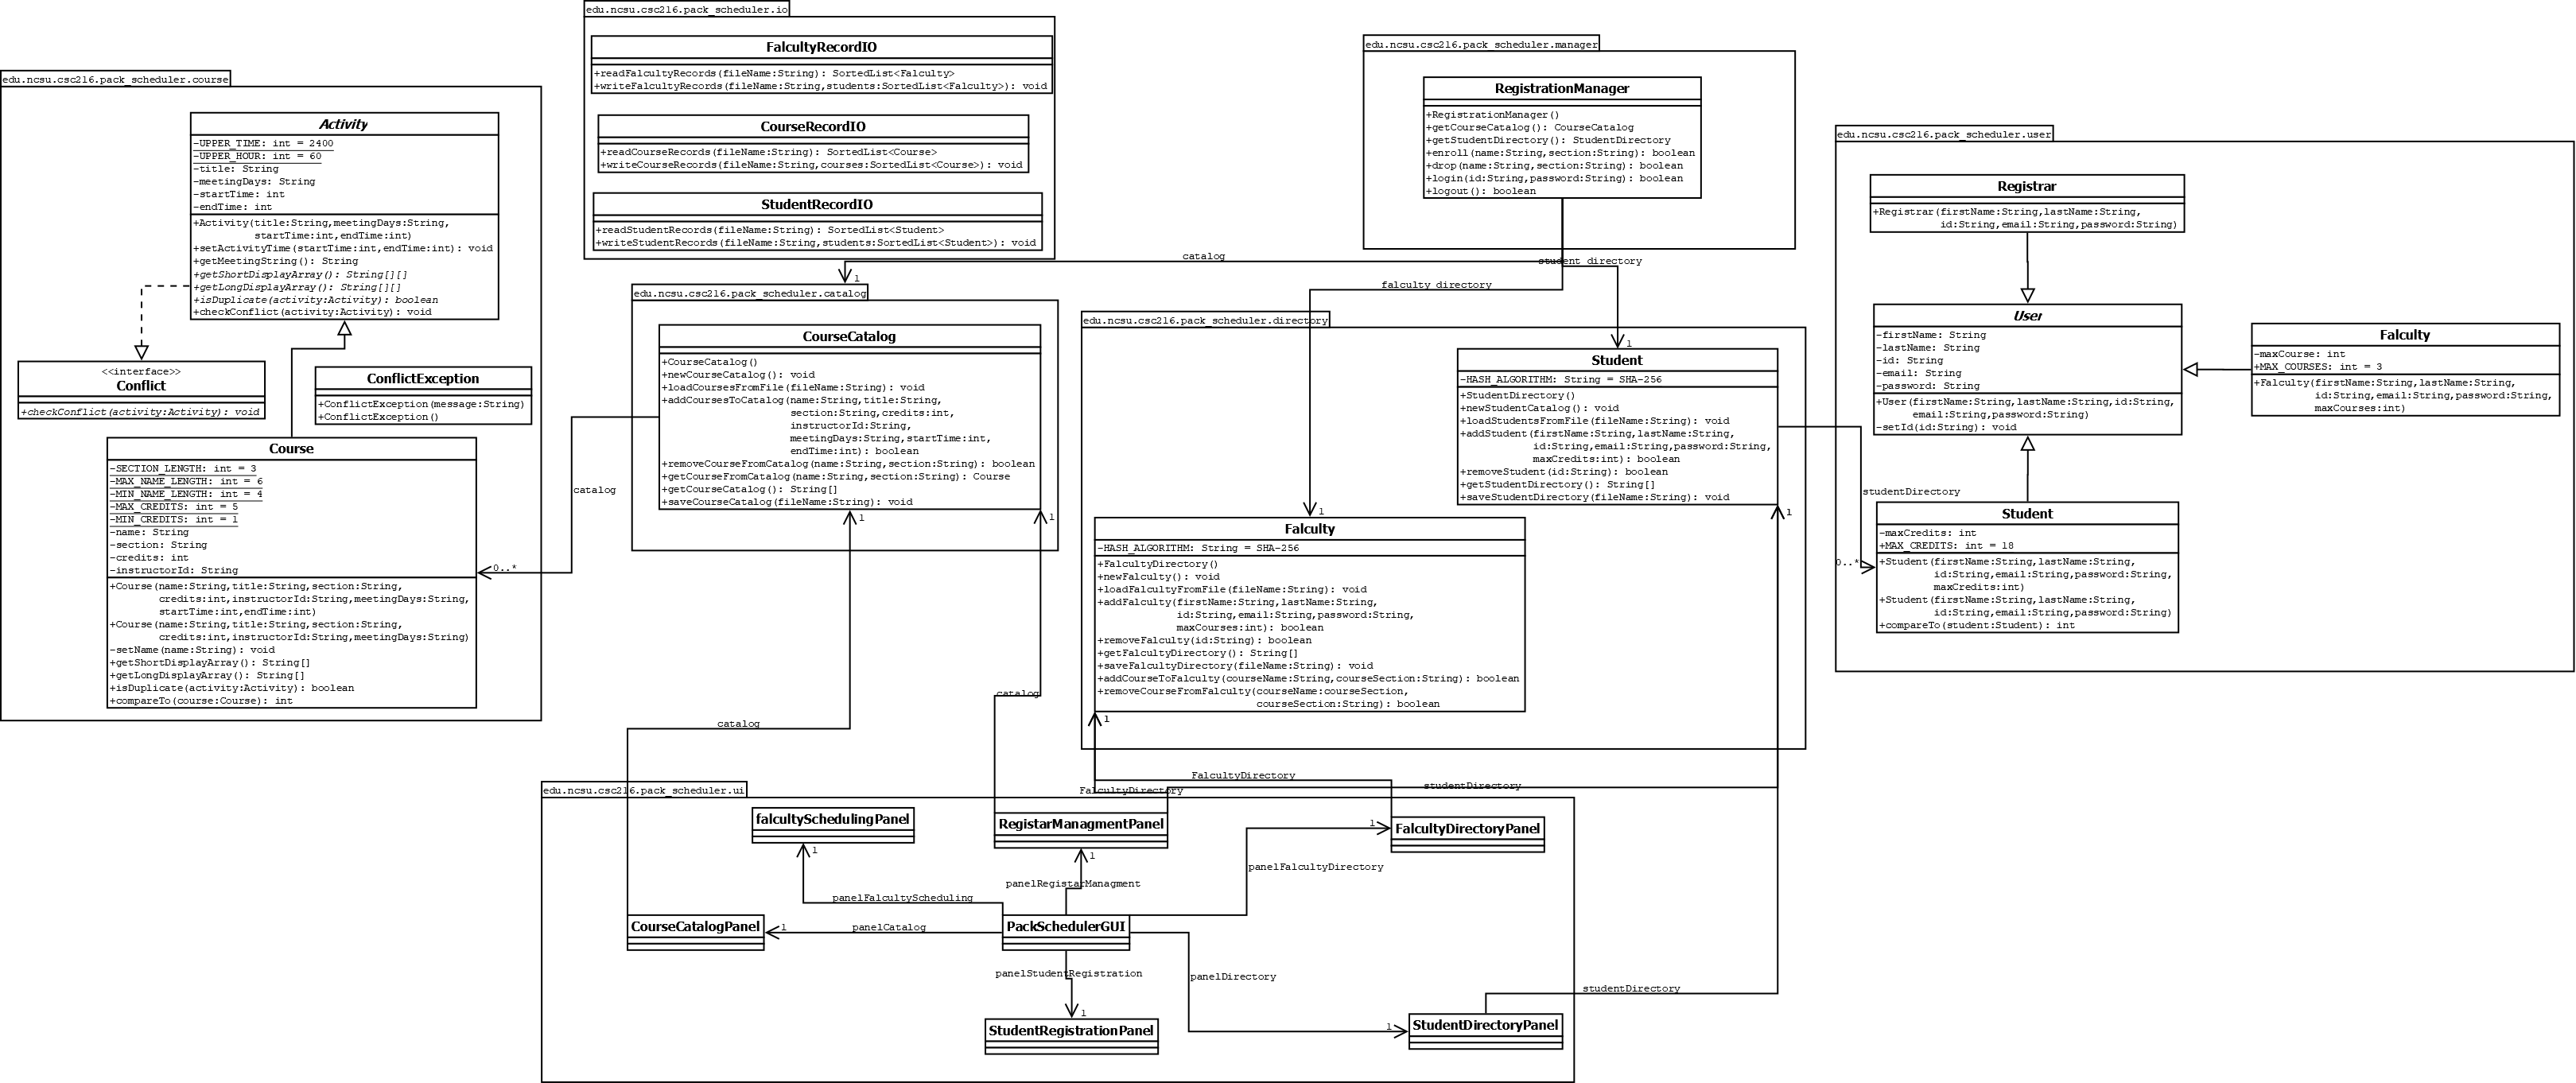 edu.ncsu.csc216.pack_scheduler.course
Activity
-UPPER_TIME: int = 2400
-UPPER_HOUR: int = 60
-title: String
-meetingDays: String
-startTime: int
-endTime: int
+Activity(title:String,meetingDays:String,
startTime:int,endTime:int)
+setActivityTime(startTime:int,endTime:int): void
+getMeetingString(): String
+getShortDisplayArray(): String[][]
+getLongDisplayArray(): String[][]
+isDuplicate(activity:Activity): boolean
+checkConflict(activity:Activity): void
<<interface>>
Conflict
+checkConflict(activity:Activity): void
ConflictException
+ConflictException(message:String)
+ConflictException()
Course
-SECTION_LENGTH: int = 3
-MAX_NAME_LENGTH: int = 6
-MIN_NAME_LENGTH: int = 4
-MAX_CREDITS: int = 5
-MIN_CREDITS: int = 1
-name: String
-section: String
-credits: int
-instructorId: String
+Course(name:String,title:String,section:String,
credits:int,instructorId:String,meetingDays:String,
startTime:int,endTime:int)
+Course(name:String,title:String,section:String,
credits:int,instructorId:String,meetingDays:String)
-setName(name:String): void
+getShortDisplayArray(): String[]
+getLongDisplayArray(): String[]
+isDuplicate(activity:Activity): boolean
+compareTo(course:Course): int
edu.ncsu.csc216.pack_scheduler.io
FalcultyRecordIO
+readFalcultyRecords(fileName:String): SortedList<Falculty>
+writeFalcultyRecords(fileName:String,students:SortedList<Falculty>): void
CourseRecordIO
+readCourseRecords(fileName:String): SortedList<Course>
+writeCourseRecords(fileName:String,courses:SortedList<Course>): void
StudentRecordIO
+readStudentRecords(fileName:String): SortedList<Student>
+writeStudentRecords(fileName:String,students:SortedList<Student>): void
edu.ncsu.csc216.pack_scheduler.manager
RegistrationManager
+RegistrationManager()
+getCourseCatalog(): CourseCatalog
+getStudentDirectory(): StudentDirectory
+enroll(name:String,section:String): boolean
+drop(name:String,section:String): boolean
+login(id:String,password:String): boolean
+logout(): boolean
catalog
1
student directory
1
falculty directory
1
edu.ncsu.csc216.pack_scheduler.catalog
CourseCatalog
+CourseCatalog()
+newCourseCatalog(): void
+loadCoursesFromFile(fileName:String): void
+addCoursesToCatalog(name:String,title:String,
section:String,credits:int,
instructorId:String,
meetingDays:String,startTime:int,
endTime:int): boolean
+removeCourseFromCatalog(name:String,section:String): boolean
+getCourseFromCatalog(name:String,section:String): Course
+getCourseCatalog(): String[]
+saveCourseCatalog(fileName:String): void
catalog
0..*
1
1
edu.ncsu.csc216.pack_scheduler.directory
Student
-HASH_ALGORITHM: String = SHA-256
+StudentDirectory()
+newStudentCatalog(): void
+loadStudentsFromFile(fileName:String): void
+addStudent(firstName:String,lastName:String,
id:String,email:String,password:String,
maxCredits:int): boolean
+removeStudent(id:String): boolean
+getStudentDirectory(): String[]
+saveStudentDirectory(fileName:String): void
1
Falculty
-HASH_ALGORITHM: String = SHA-256
+FalcultyDirectory()
+newFalculty(): void
+loadFalcultyFromFile(fileName:String): void
+addFalculty(firstName:String,lastName:String,
id:String,email:String,password:String,
maxCourses:int): boolean
+removeFalculty(id:String): boolean
+getFalcultyDirectory(): String[]
+saveFalcultyDirectory(fileName:String): void
+addCourseToFalculty(courseName:String,courseSection:String): boolean
+removeCourseFromFalculty(courseName:courseSection,
courseSection:String): boolean
1
edu.ncsu.csc216.pack_scheduler.user
Registrar
+Registrar(firstName:String,lastName:String,
id:String,email:String,password:String)
User
-firstName: String
-lastName: String
-id: String
-email: String
-password: String
+User(firstName:String,lastName:String,id:String,
email:String,password:String)
-setId(id:String): void
Falculty
-maxCourse: int
+MAX_COURSES: int = 3
+Falculty(firstName:String,lastName:String,
id:String,email:String,password:String,
maxCourses:int)
studentDirectory
0..*
Student
-maxCredits: int
+MAX_CREDITS: int = 18
+Student(firstName:String,lastName:String,
id:String,email:String,password:String,
maxCredits:int)
+Student(firstName:String,lastName:String,
id:String,email:String,password:String)
+compareTo(student:Student): int
catalog
catalog
edu.ncsu.csc216.pack_scheduler.ui
FalcultyDirectory
FalcultyDirectory
studentDirectory
falcultySchedulingPanel
1
RegistarManagmentPanel
1
FalcultyDirectoryPanel
1
panelFalcultyDirectory
panelRegistarManagment
panelFalcultyScheduling
CourseCatalogPanel
1
panelCatalog
PackSchedulerGUI
panelStudentRegistration
panelDirectory
studentDirectory
1
StudentRegistrationPanel
1
StudentDirectoryPanel